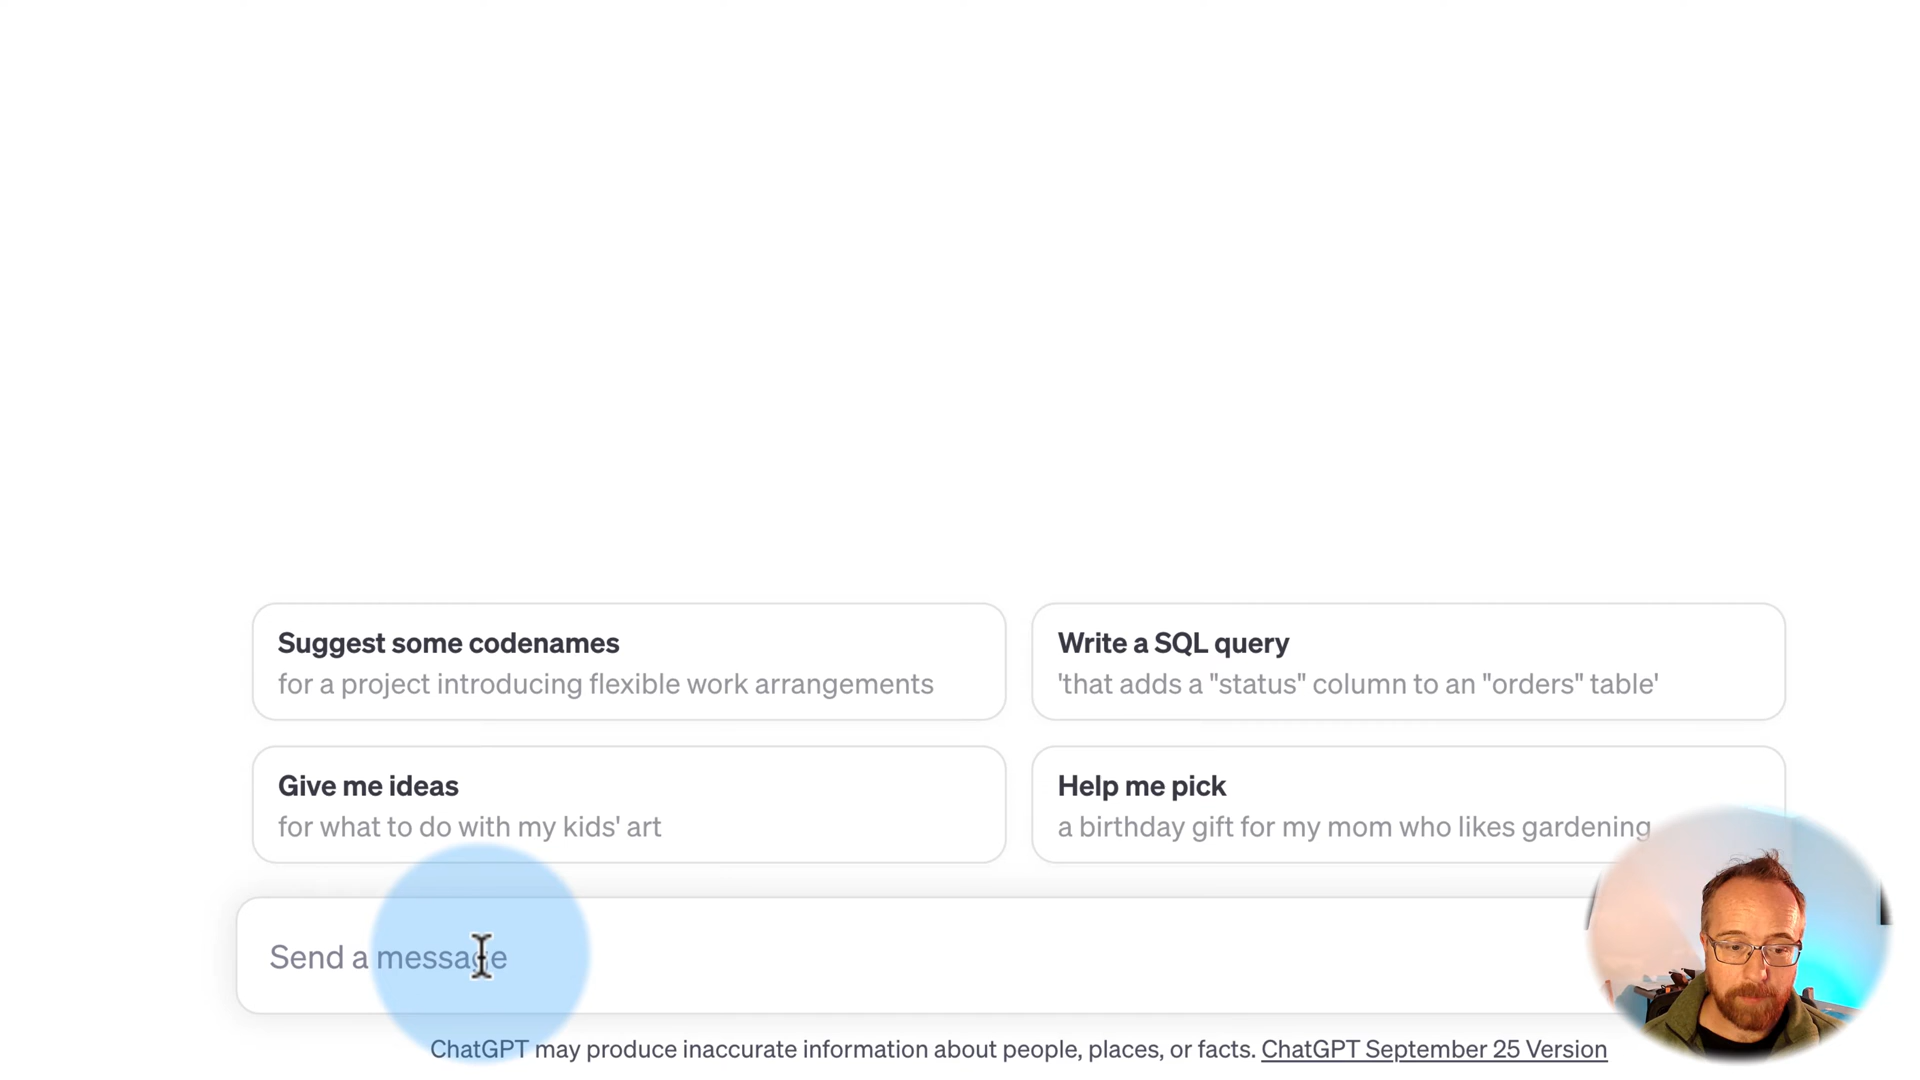 Suggest some codenames
for a project introducing flexible work arrangements
Write a SQL query
'that adds a "status" column to an "orders" table'
Give me ideas
for what to do with my kids' art
Help me pick
a birthday gift for my mom who likes gardening
Send a message
ChatGPT may produce inaccurate information about people, places, or facts. ChatGPT September 25 Version